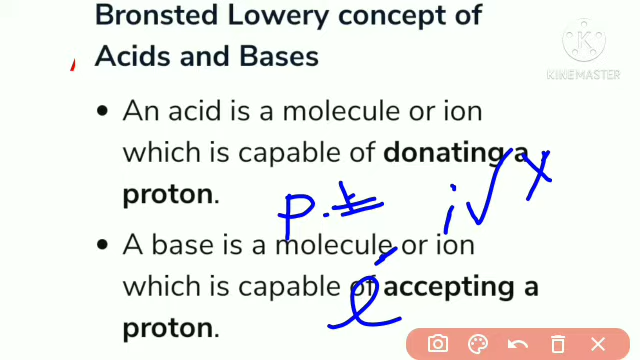 Bronsted Lowery concept of
Acids and Bases
KINEMASTER
• An acid is a molecule or ion
which is capable of donating a
proton.
• A base is a molecule or ion
which is capable of accepting a
proton.